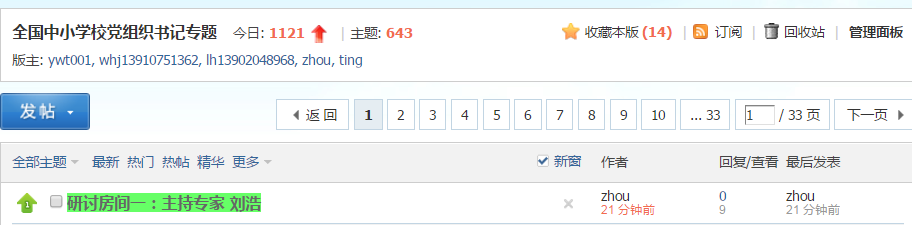 全国中小学校党组织书记专题 今日: 1121 | 主题: 643 收藏本版 (14) | 订阅 | 回收站 | 管理面板
版主: ywt001, whj13910751362, lh13902048968, zhou, ting
发帖 返回 1 2 3 4 5 6 7 8 9 10 ... 33 1 / 33 页 下一页
全部主题 最新 热门 热帖 精华 更多 新窗 作者 回复/查看 最后发表
1 研讨房间一：主持专家 刘浩 zhou 0 zhou
21 分钟前 9 21 分钟前